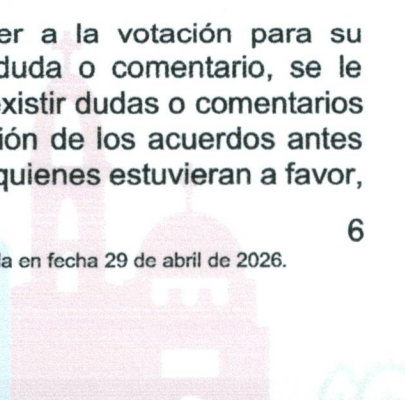 er a la votación para su
duda o comentario, se le
existir dudas o comentarios
ión de los acuerdos antes
quienes estuvieran a favor,
6
la en fecha 29 de abril de 2026.